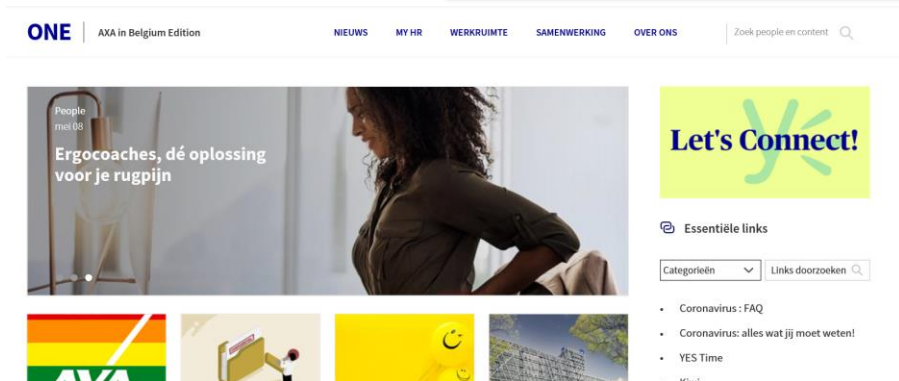 ONE
AXA in Belgium Edition
NIEUWS
MY HR
WERKRUIMTE
SAMENWERKING
OVER ONS
Zoek people en content
People
mei 08
Ergocoaches, dé oplossing
voor je rugpijn
Let's Connect!
Essentiële links
Categorieën
Links doorzoeken
• Coronavirus : FAQ
• Coronavirus: alles wat jij moet weten!
• YES Time
AXA